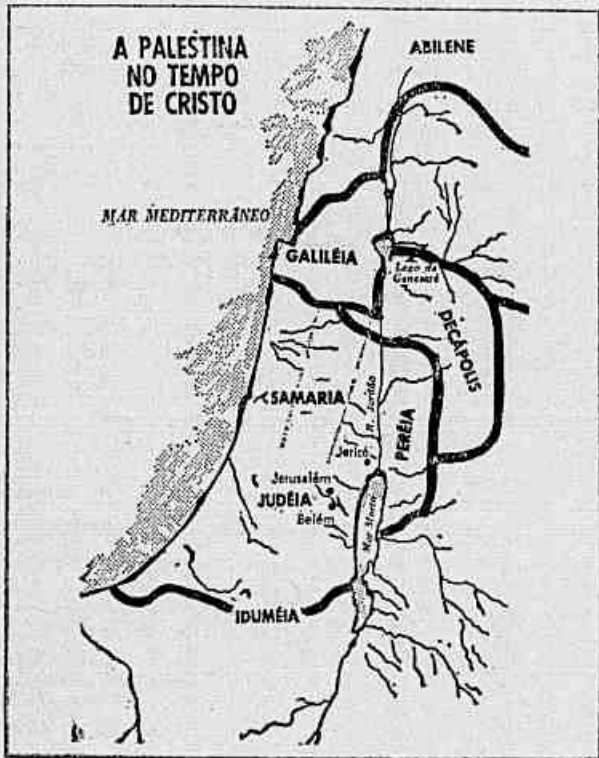 A PALESTINA
NO TEMPO
DE CRISTO
ABILENE
MAR MEDITERRÂNEO
GALILÉIA
Lago de
Genesaré
DECÁPOLIS
SAMARIA
R. Jordão
PERÉIA
Jericó
Jerusalém
JUDÉIA
Belém
Mar Morto
IDUMÉIA